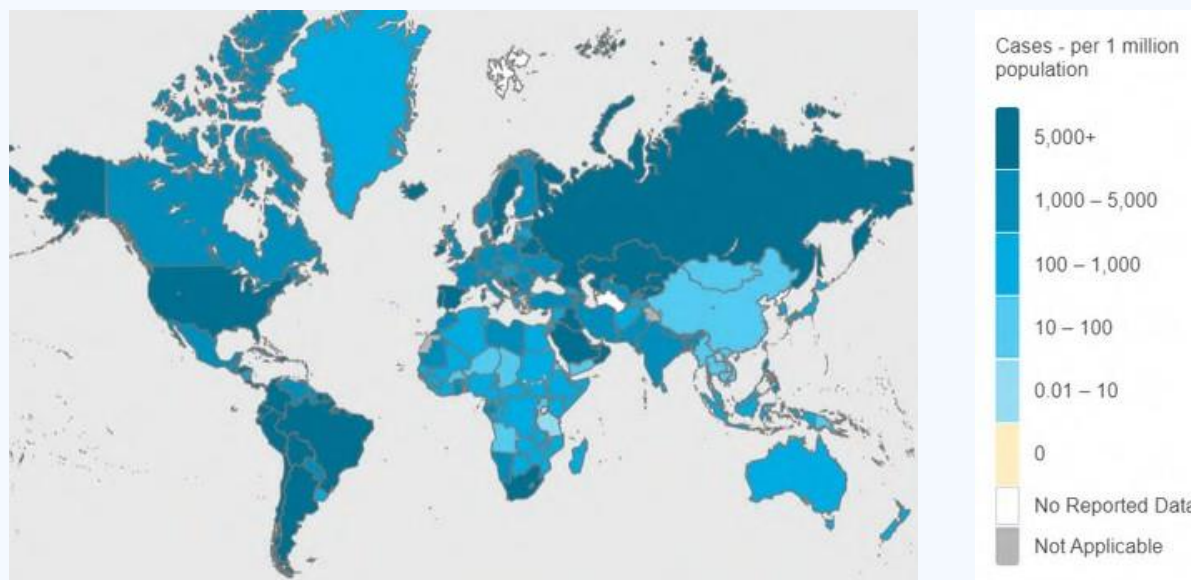 Cases - per 1 million
population
5,000+
1,000 – 5,000
100 – 1,000
10 – 100
0.01 – 10
0
No Reported Data
Not Applicable